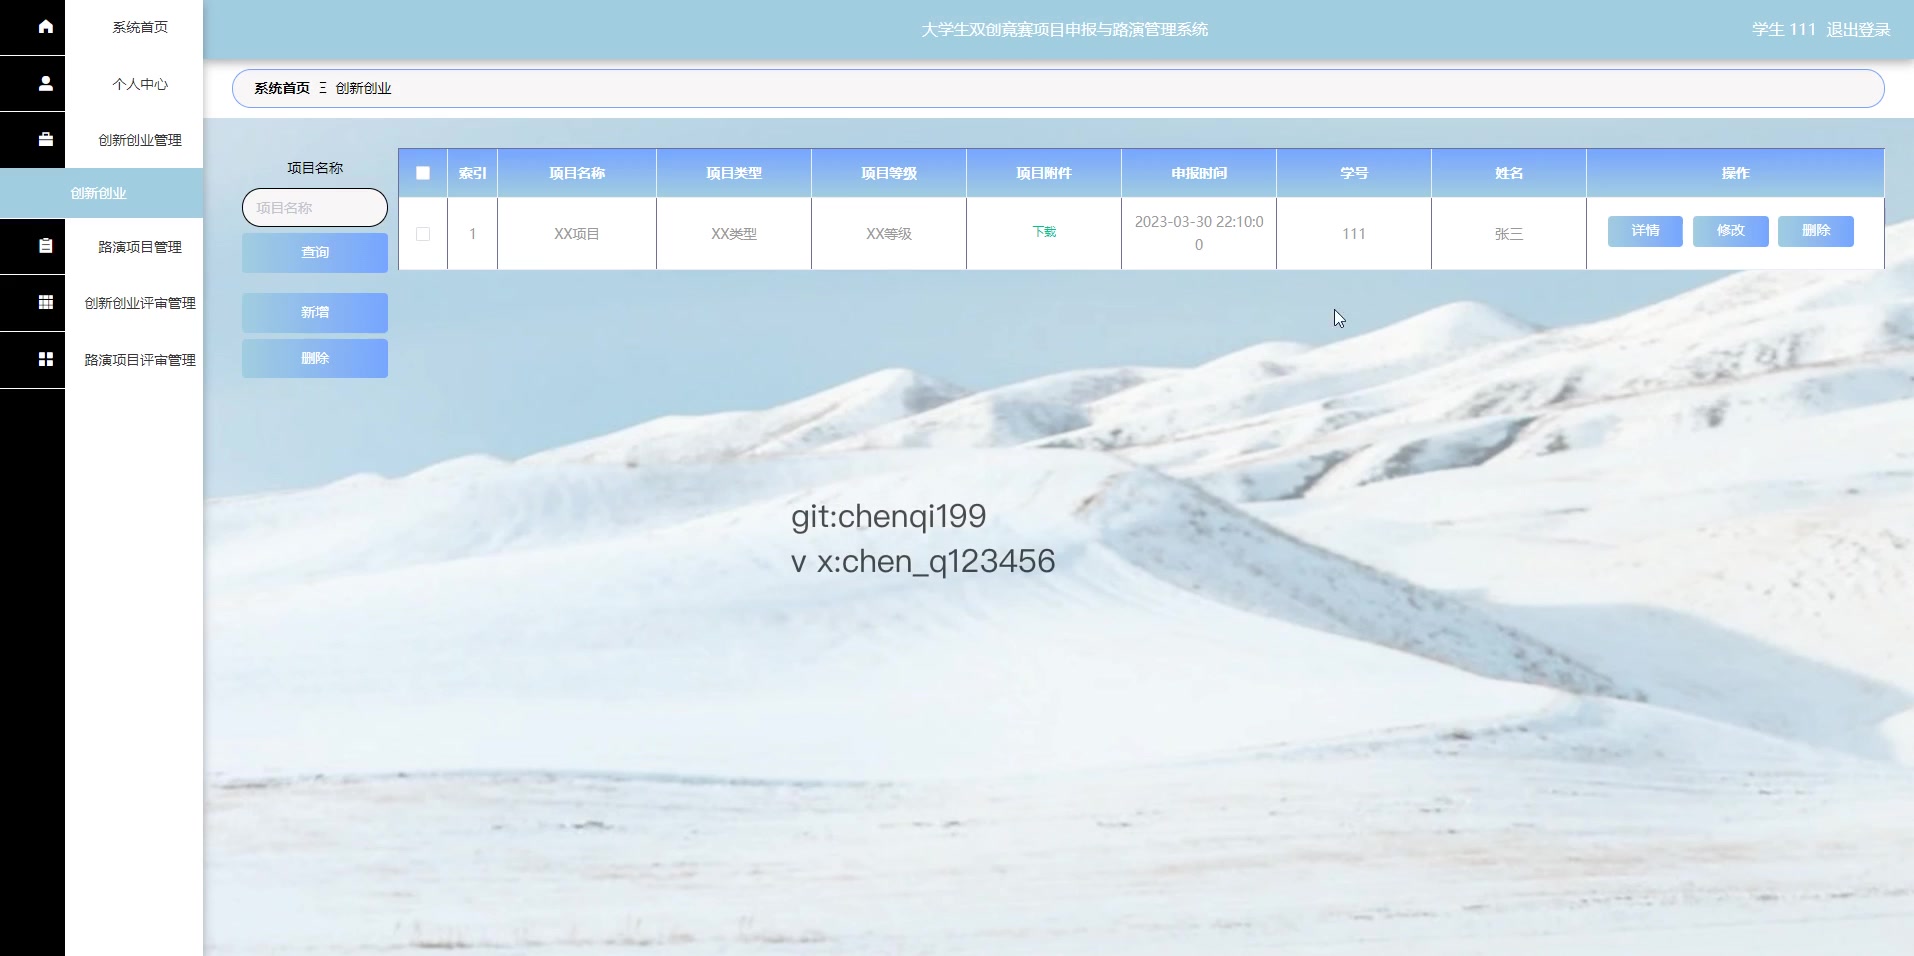 系统首页
个人中心
创新创业管理
创新创业
路演项目管理
创新创业评审管理
路演项目评审管理
大学生双创竟赛项目申报与路演管理系统
学生 111 退出登录
系统首页 Ξ 创新创业
项目名称
项目名称
查询
新增
删除
索引 项目名称 项目类型 项目等级 项目附件 申报时间 学号 姓名 操作
1 XX项目 XX类型 XX等级 下载 2023-03-30 22:10:0
0 111 张三 详情 修改 删除
git:chenqi199
v x:chen_q123456